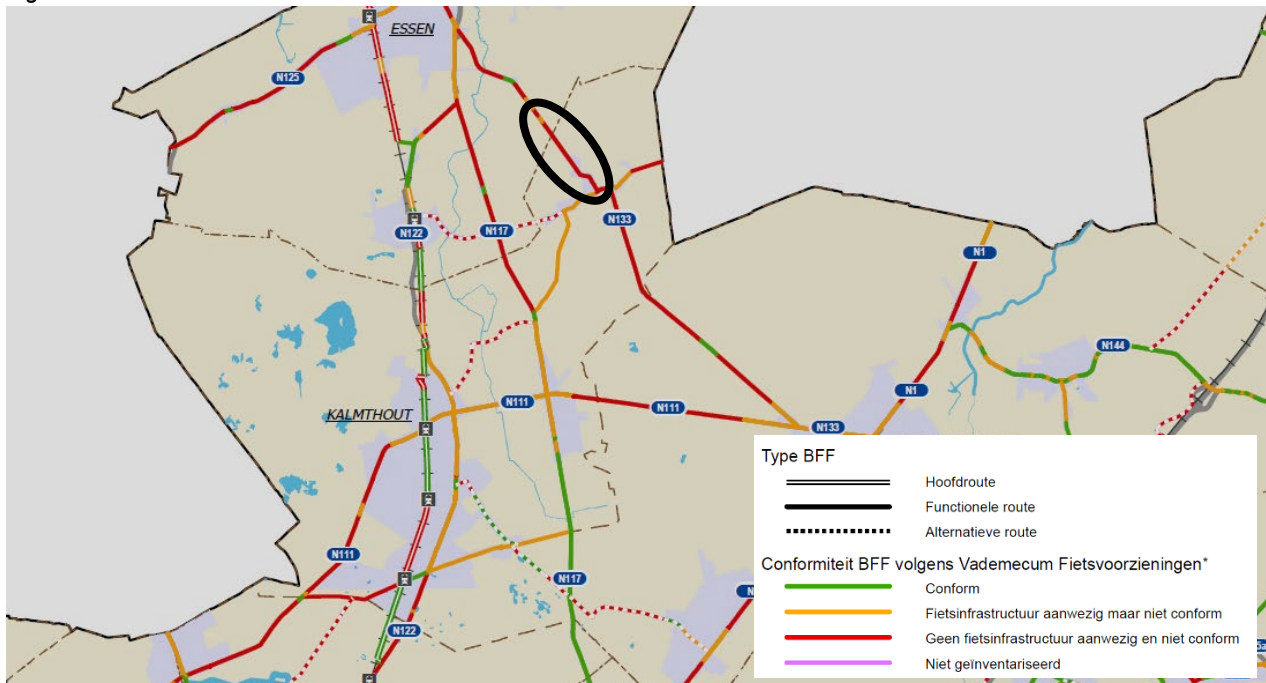 ESSEN
N125
N133
N122
N117
N1
N144
N1
KALMTHOUT
N111
N111
N133
N111
N117
N122
Type BFF
Hoofdroute
Functionele route
Alternatieve route
Conformiteit BFF volgens Vademecum Fietsvoorzieningen*
Conform
Fietsinfrastructuur aanwezig maar niet conform
Geen fietsinfrastructuur aanwezig en niet conform
Niet geïnventariseerd